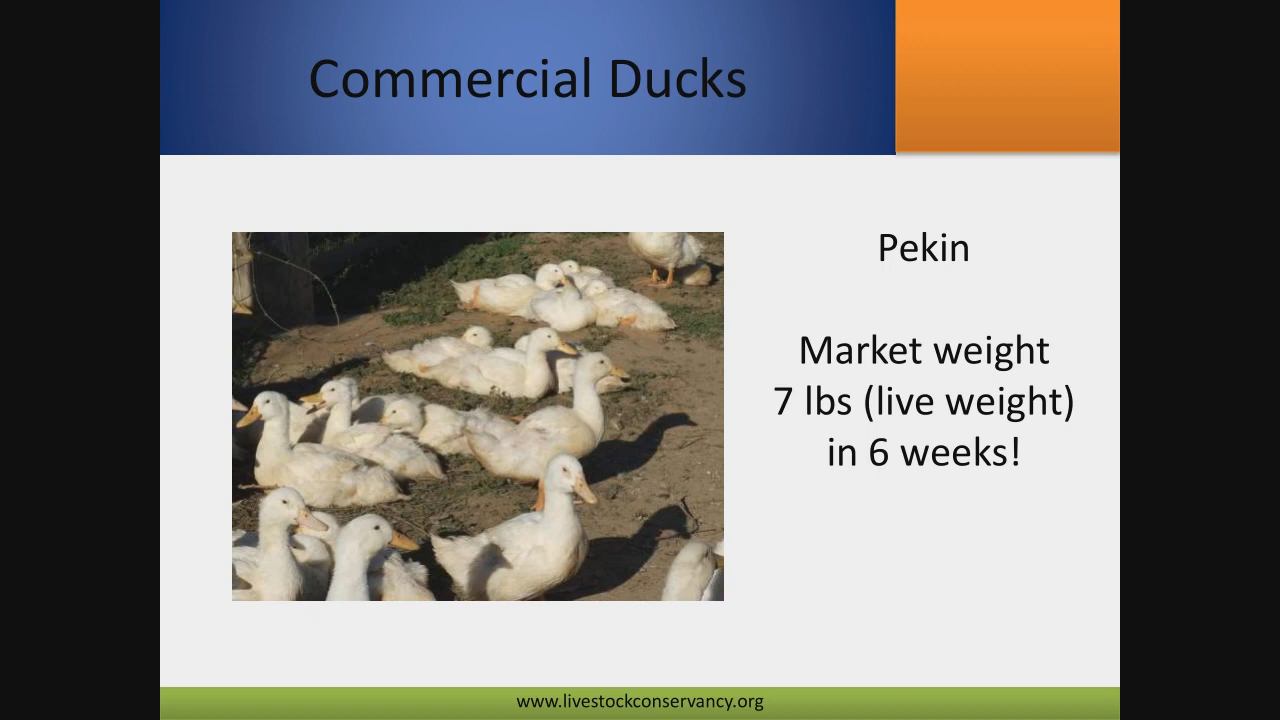 Commercial Ducks
Pekin
Market weight
7 lbs (live weight)
in 6 weeks!
www.livestockconservancy.org